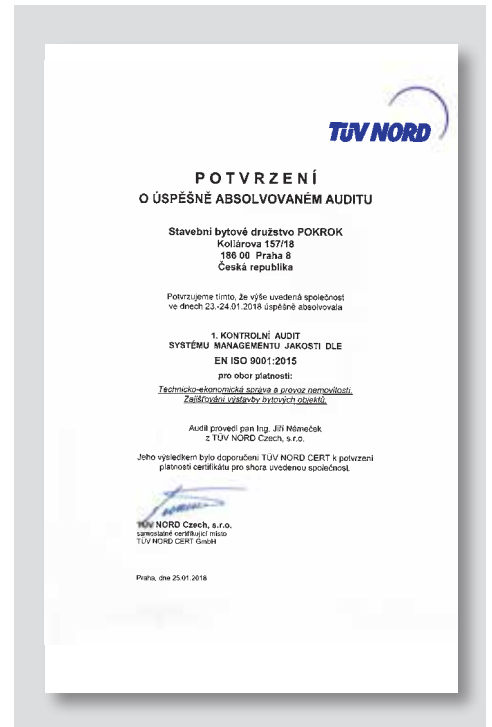 TÜV NORD
POTVRZENÍ
O ÚSPĚŠNĚ ABSOLVOVANÉM AUDITU
Stavební bytové družstvo POKROK
Kollárova 157/18
186 00 Praha 8
Česká republika
Potvrzujeme tímto, že výše uvedená společnost
ve dnech 23.-24.01.2018 úspěšně absolvovala
1. KONTROLNÍ AUDIT
SYSTÉMU MANAGEMENTU JAKOSTI DLE
EN ISO 9001:2015
pro obor platnosti:
Technicko-ekonomická správa a provoz nemovitostí.
Zajišťování výstavby bytových objektů.
Audit provedl pan Ing. Jiří Němeček
z TÜV NORD Czech, s.r.o.
Jeho výsledkem bylo doporučení TÜV NORD CERT k potvrzení
platnosti certifikátu pro shora uvedenou společnost.
TÜV NORD Czech, s.r.o.
samostatné certifikující místo
TÜV NORD CERT GmbH
Praha, dne 25.01.2018